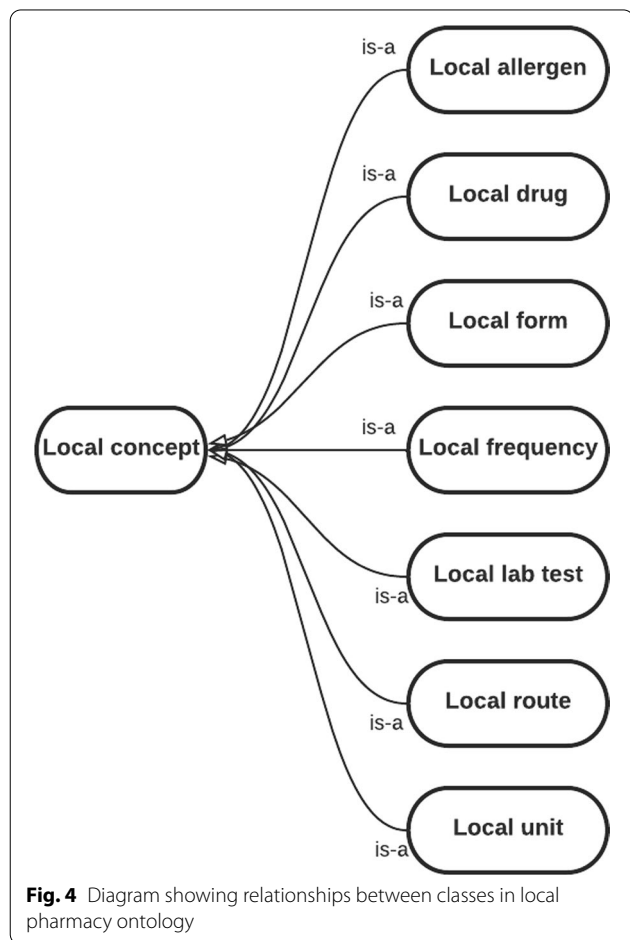 is-a
Local allergen
is-a
Local drug
is-a
Local form
is-a
Local concept
Local frequency
Local lab test
is-a
Local route
is-a
Local unit
is-a
Fig. 4 Diagram showing relationships between classes in local
pharmacy ontology